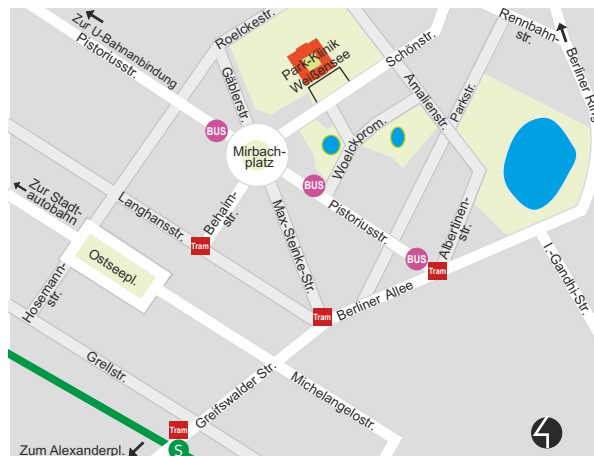 Zur U-Bahnanbindung
Pistoriusstr.
Roelckestr.
Gäblerstr.
Park-Klinik
Weißensee
Schönstr.
Rennbahn-
str.
Berliner Ring
Amalienstr.
Parkstr.
BUS
Mirbach-
platz
Woelckprom.
BUS
Zur Stadt-
autobahn
Langhansstr.
Behaim-
str.
Tram
Max-Steinke-Str.
Pistoriusstr.
BUS
Tram
Albertinen-
str.
I.-Gandhi-Str.
Ostseepl.
Hosemann-
str.
Berliner Allee
Tram
Grellstr.
Greifswalder Str.
Michelangelostr.
Tram
S
Zum Alexanderpl.